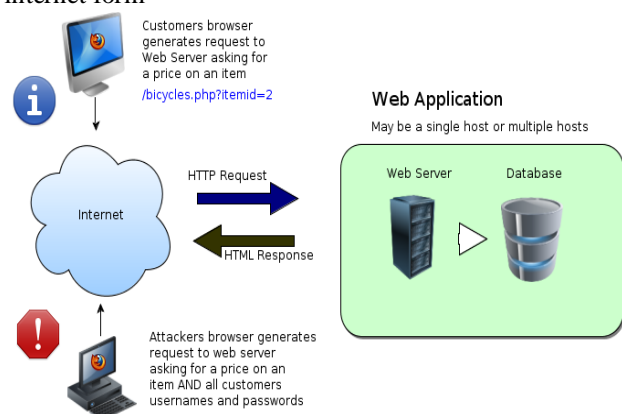 internet form
Customers browser
generates request to
Web Server asking for
a price on an item
/bicycles.php?itemid=2
Web Application
May be a single host or multiple hosts
HTTP Request
Web Server
Database
Internet
HTML Response
Attackers browser generates
request to web server
asking for a price on an
item AND all customers
usernames and passwords